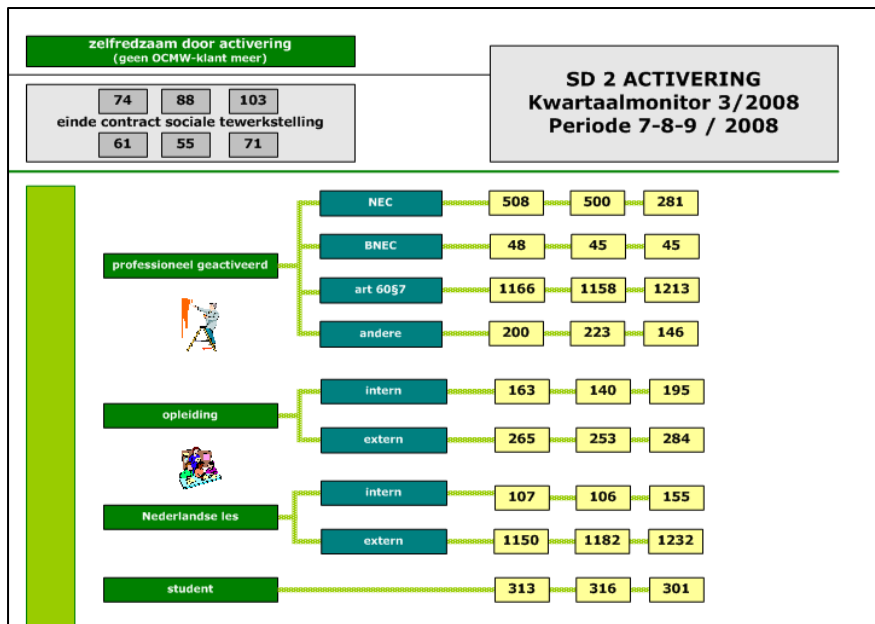 zelfredzaam door activering
(geen OCMW-klant meer)
74 88 103
einde contract sociale tewerkstelling
61 55 71
SD 2 ACTIVERING
Kwartaalmonitor 3/2008
Periode 7-8-9 / 2008
NEC 508 500 281
BNEC 48 45 45
professioneel geactiveerd
art 60§7 1166 1158 1213
andere 200 223 146
intern 163 140 195
opleiding
extern 265 253 284
intern 107 106 155
Nederlandse les
extern 1150 1182 1232
student 313 316 301